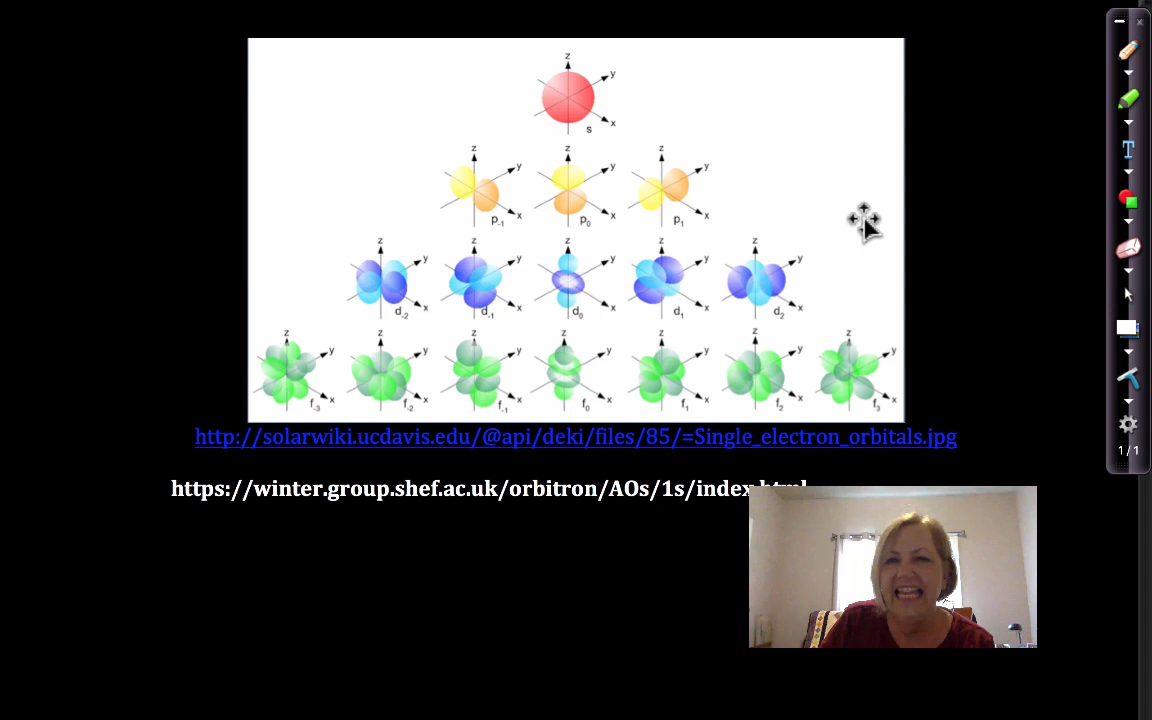 z
y
x
s
z z z
y y y
x x x
p-1 p0 p1
z z z z z
y y y y y
x x x x x
d-2 d-1 d0 d1 d2
z z z z z z z
y y y y y y y
x x x x x x x
f-3 f-2 f-1 f0 f1 f2 f3
http://solarwiki.ucdavis.edu/@api/deki/files/85/=Single_electron_orbitals.jpg
https://winter.group.shef.ac.uk/orbitron/AOs/1s/index.html
T
1/1